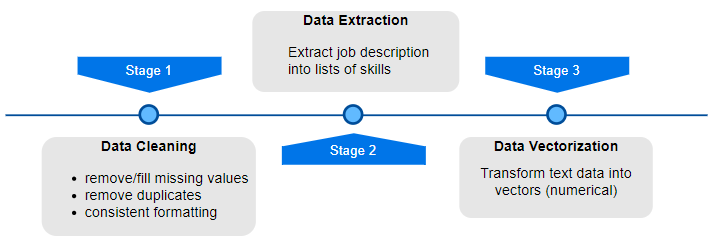 Stage 1
Data Cleaning
• remove/fill missing values
• remove duplicates
• consistent formatting
Data Extraction
Extract job description
into lists of skills
Stage 2
Stage 3
Data Vectorization
Transform text data into
vectors (numerical)